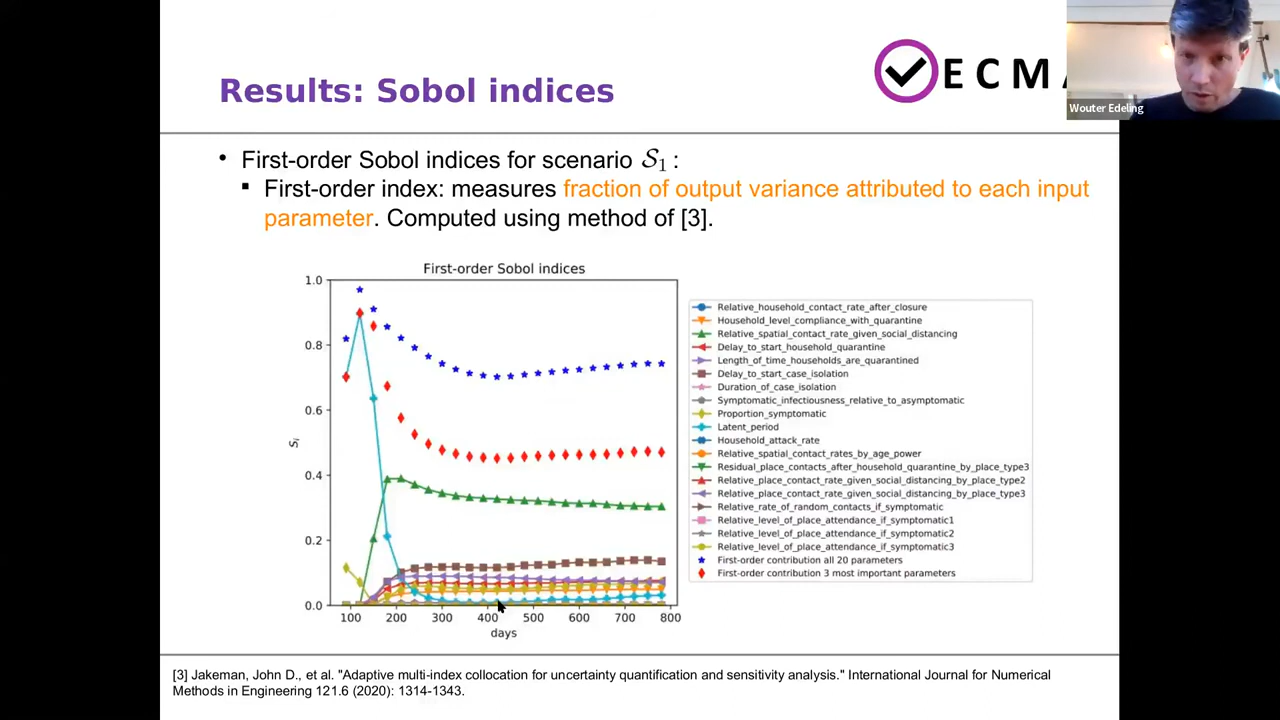 Results: Sobol indices
ECMA
Wouter Edeling
• First-order Sobol indices for scenario S₁ :
▪ First-order index: measures fraction of output variance attributed to each input
parameter. Computed using method of [3].
First-order Sobol indices
1.0
0.8
0.6
0.4
0.2
0.0
Sᵢ
100 200 300 400 500 600 700 800
days
Relative_household_contact_rate_after_closure
Household_level_compliance_with_quarantine
Relative_spatial_contact_rate_given_social_distancing
Delay_to_start_household_quarantine
Length_of_time_households_are_quarantined
Delay_to_start_case_isolation
Duration_of_case_isolation
Symptomatic_infectiousness_relative_to_asymptomatic
Proportion_symptomatic
Latent_period
Household_attack_rate
Relative_spatial_contact_rates_by_age_power
Residual_place_contacts_after_household_quarantine_by_place_type3
Relative_place_contact_rate_given_social_distancing_by_place_type2
Relative_place_contact_rate_given_social_distancing_by_place_type3
Relative_rate_of_random_contacts_if_symptomatic
Relative_level_of_place_attendance_if_symptomatic1
Relative_level_of_place_attendance_if_symptomatic2
Relative_level_of_place_attendance_if_symptomatic3
First-order contribution all 20 parameters
First-order contribution 3 most important parameters
[3] Jakeman, John D., et al. "Adaptive multi-index collocation for uncertainty quantification and sensitivity analysis." International Journal for Numerical
Methods in Engineering 121.6 (2020): 1314-1343.